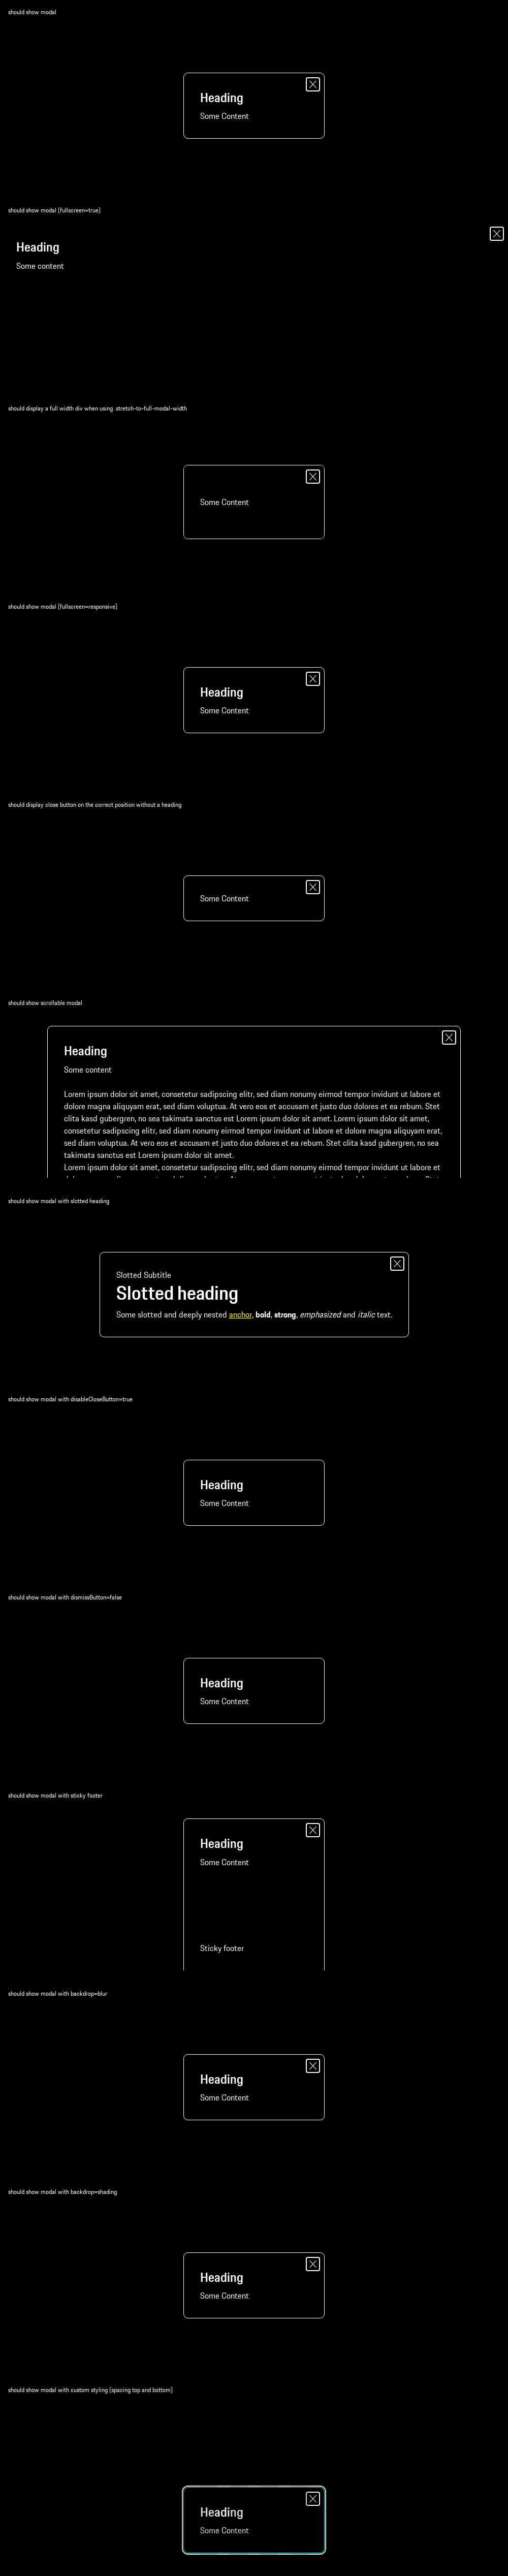 should show modal
Heading
Some Content
should show modal (fullscreen=true)
Heading
Some content
should display a full width div when using .stretch-to-full-modal-width
Some Content
should show modal (fullscreen=responsive)
Heading
Some Content
should display close button on the correct position without a heading
Some Content
should show scrollable modal
Heading
Some content
Lorem ipsum dolor sit amet, consetetur sadipscing elitr, sed diam nonumy eirmod tempor invidunt ut labore et
dolore magna aliquyam erat, sed diam voluptua. At vero eos et accusam et justo duo dolores et ea rebum. Stet
clita kasd gubergren, no sea takimata sanctus est Lorem ipsum dolor sit amet. Lorem ipsum dolor sit amet,
consetetur sadipscing elitr, sed diam nonumy eirmod tempor invidunt ut labore et dolore magna aliquyam erat,
sed diam voluptua. At vero eos et accusam et justo duo dolores et ea rebum. Stet clita kasd gubergren, no sea
takimata sanctus est Lorem ipsum dolor sit amet.
Lorem ipsum dolor sit amet, consetetur sadipscing elitr, sed diam nonumy eirmod tempor invidunt ut labore et
should show modal with slotted heading
Slotted Subtitle
Slotted heading
Some slotted and deeply nested anchor, bold, strong, emphasized and italic text.
should show modal with disableCloseButton=true
Heading
Some Content
should show modal with dismissButton=false
Heading
Some Content
should show modal with sticky footer
Heading
Some Content
Sticky footer
should show modal with backdrop=blur
Heading
Some Content
should show modal with backdrop=shading
Heading
Some Content
should show modal with custom styling (spacing top and bottom)
Heading
Some Content